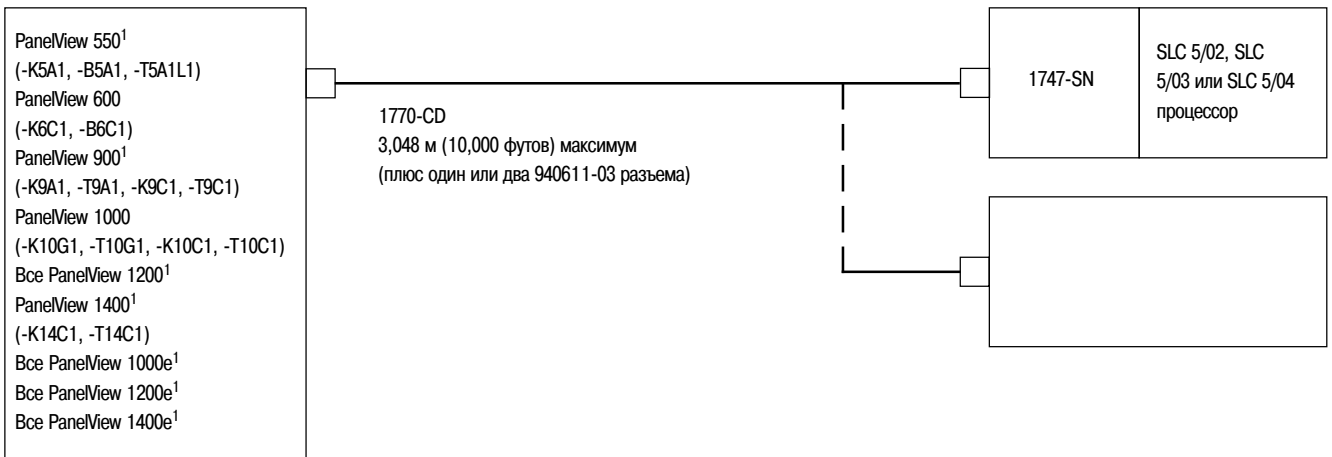 PanelView 550¹
(-K5A1, -B5A1, -T5A1L1)
PanelView 600
(-K6C1, -B6C1)
PanelView 900¹
(-K9A1, -T9A1, -K9C1, -T9C1)
PanelView 1000
(-K10G1, -T10G1, -K10C1, -T10C1)
Все PanelView 1200¹
PanelView 1400¹
(-K14C1, -T14C1)
Все PanelView 1000e¹
Все PanelView 1200e¹
Все PanelView 1400e¹
1770-CD
3,048 м (10,000 футов) максимум
(плюс один или два 940611-03 разъема)
1747-SN
SLC 5/02, SLC
5/03 или SLC 5/04
процессор